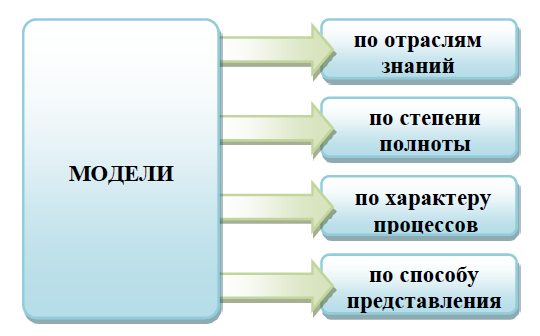 МОДЕЛИ
по отраслям
знаний
по степени
полноты
по характеру
процессов
по способу
представления